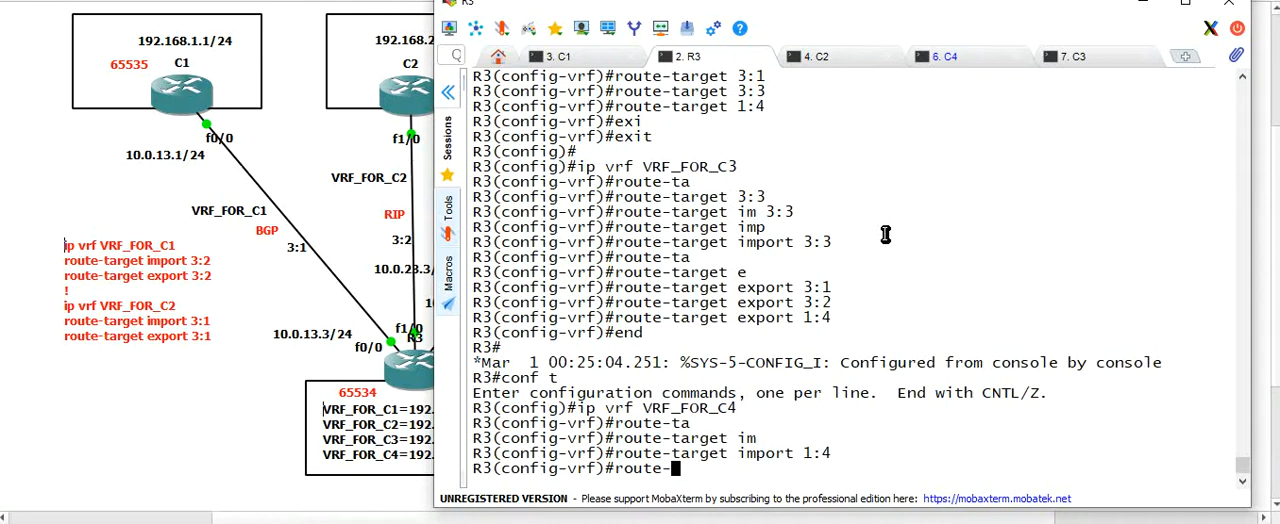 192.168.1.1/24
65535
C1
192.168.2
C2
f0/0
10.0.13.1/24
f1/0
VRF_FOR_C2
VRF_FOR_C1
BGP
RIP
3:1
3:2
10.0.23.3/
ip vrf VRF_FOR_C1
route-target import 3:2
route-target export 3:2
!
ip vrf VRF_FOR_C2
route-target import 3:1
route-target export 3:1
10.0.13.3/24
f1/0
R3
f0/0
65534
VRF_FOR_C1=192.
VRF_FOR_C2=192.
VRF_FOR_C3=192.
VRF_FOR_C4=192.
R3
3. C1
2. R3
4. C2
6. C4
7. C3
Sessions
Tools
Macros
R3(config-vrf)#route-target 3:1
R3(config-vrf)#route-target 3:3
R3(config-vrf)#route-target 1:4
R3(config-vrf)#exi
R3(config-vrf)#exit
R3(config)#
R3(config)#ip vrf VRF_FOR_C3
R3(config-vrf)#route-ta
R3(config-vrf)#route-target 3:3
R3(config-vrf)#route-target im 3:3
R3(config-vrf)#route-target imp
R3(config-vrf)#route-target import 3:3
R3(config-vrf)#route-ta
R3(config-vrf)#route-target e
R3(config-vrf)#route-target export 3:1
R3(config-vrf)#route-target export 3:2
R3(config-vrf)#route-target export 1:4
R3(config-vrf)#end
R3#
*Mar  1 00:25:04.251: %SYS-5-CONFIG_I: Configured from console by console
R3#conf t
Enter configuration commands, one per line.  End with CNTL/Z.
R3(config)#ip vrf VRF_FOR_C4
R3(config-vrf)#route-ta
R3(config-vrf)#route-target im
R3(config-vrf)#route-target import 1:4
R3(config-vrf)#route-
UNREGISTERED VERSION - Please support MobaXterm by subscribing to the professional edition here: https://mobaxterm.mobatek.net